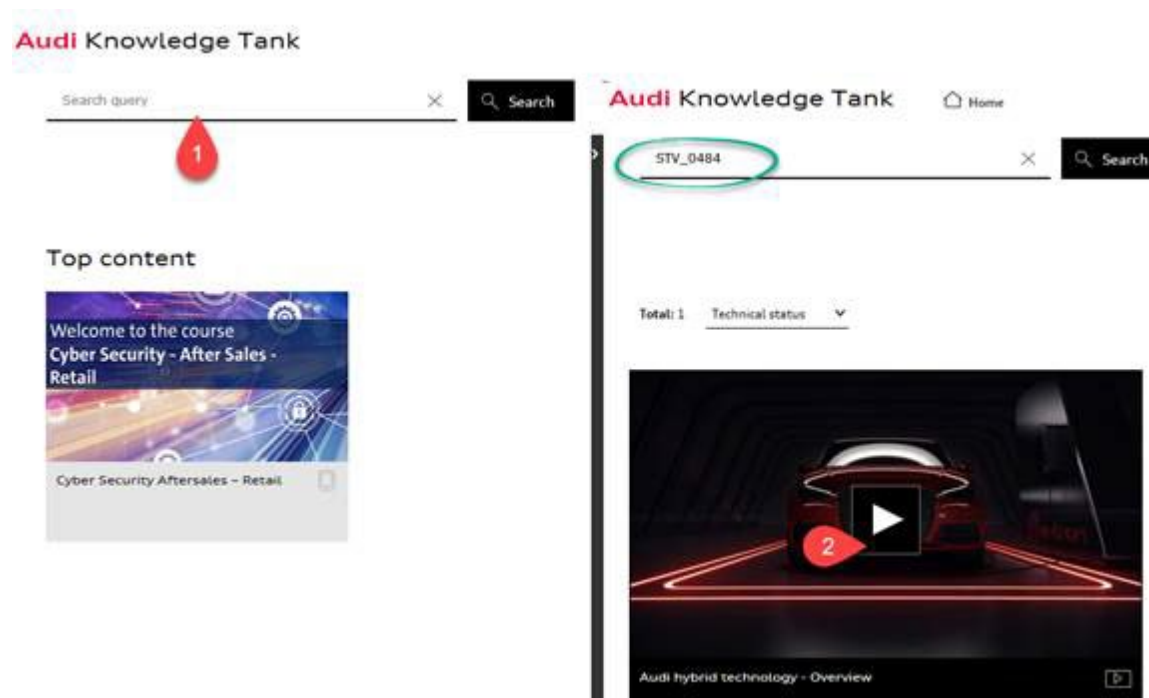 Audi Knowledge Tank
Search query
Search
1
Top content
Welcome to the course
Cyber Security - After Sales -
Retail
Cyber Security Aftersales – Retail
Audi Knowledge Tank
Home
STV_0484
Search
Total: 1 Technical status
2
Audi hybrid technology - Overview